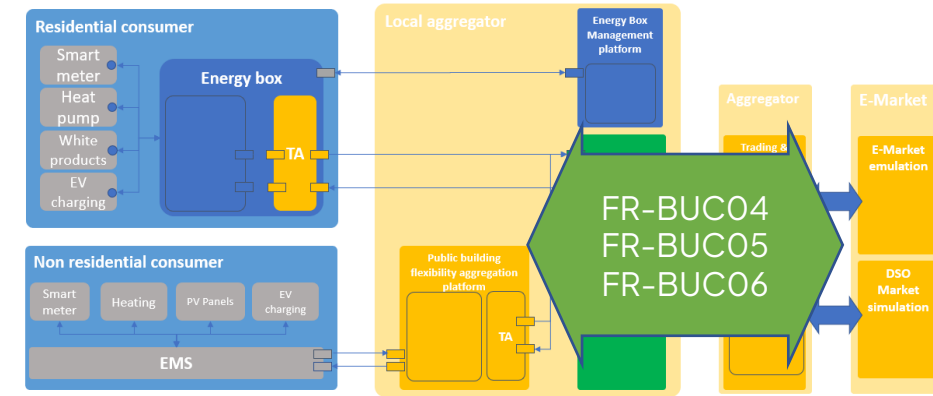 Residential consumer
Smart
meter
Heat
pump
White
products
EV
charging
Energy box
TA
Local aggregator
Energy Box
Management
platform
Aggregator
Trading &
E-Market
E-Market
emulation
DSO
Market
simulation
FR-BUC04
FR-BUC05
FR-BUC06
Non residential consumer
Smart
meter
Heating
PV Panels
EV
charging
EMS
Public building
flexibility aggregation
platform
TA